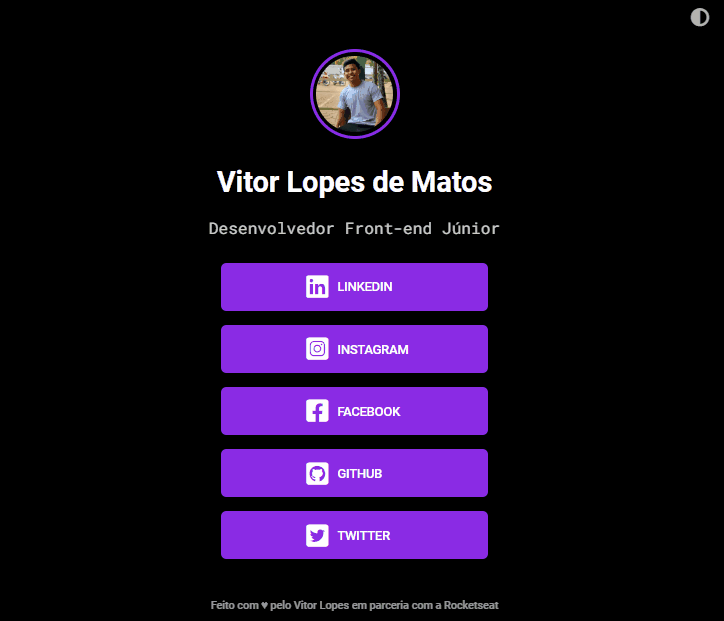 Vitor Lopes de Matos
Desenvolvedor Front-end Júnior
LINKEDIN
INSTAGRAM
FACEBOOK
GITHUB
TWITTER
Feito com ♥ pelo Vitor Lopes em parceria com a Rocketseat